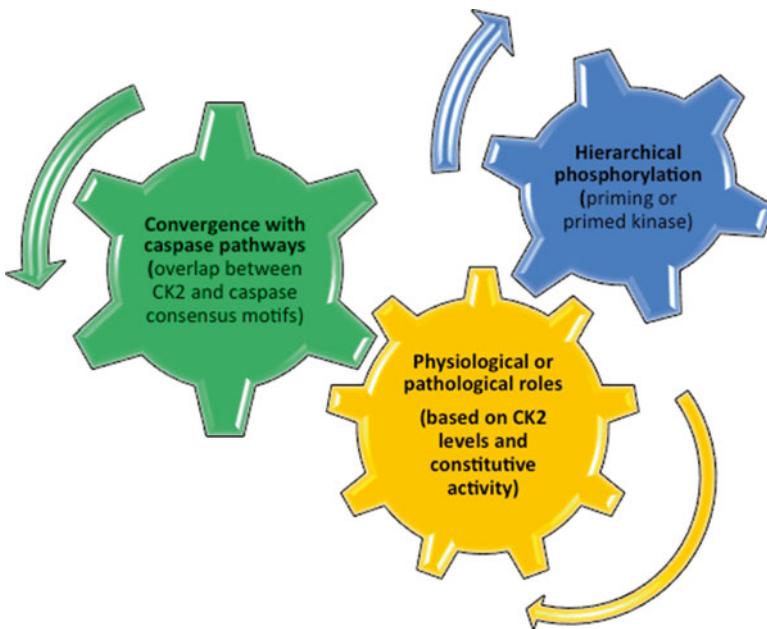 Convergence with
caspase pathways
(overlap between
CK2 and caspase
consensus motifs)
Hierarchical
phosphorylation
(priming or
primed kinase)
Physiological or
pathological roles
(based on CK2
levels and
constitutive
activity)